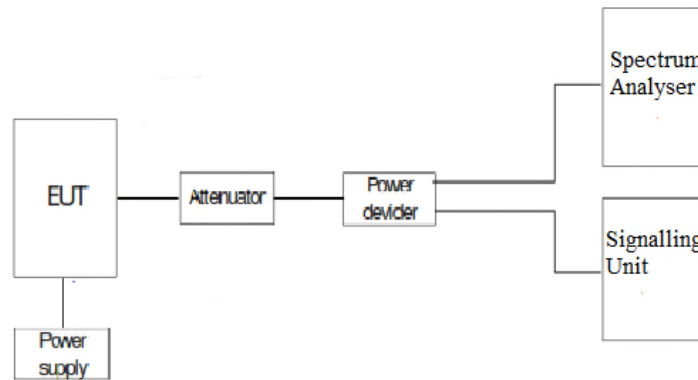 Spectrum
Analyser
EUT
Attenuator
Power
devider
Signalling
Unit
Power
supply